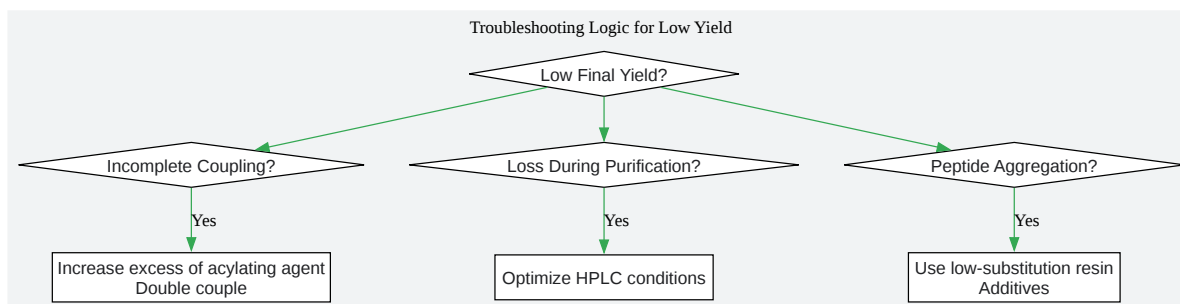 Troubleshooting Logic for Low Yield
Low Final Yield?
Incomplete Coupling?
Loss During Purification?
Peptide Aggregation?
Yes
Yes
Yes
Increase excess of acylating agent
Double couple
Optimize HPLC conditions
Use low-substitution resin
Additives